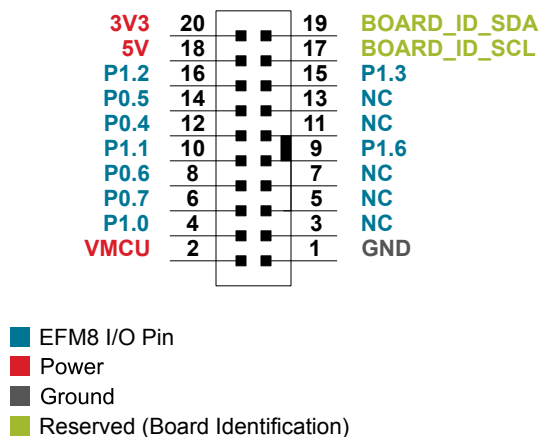 3V3 20 19 BOARD_ID_SDA
5V 18 17 BOARD_ID_SCL
P1.2 16 15 P1.3
P0.5 14 13 NC
P0.4 12 11 NC
P1.1 10 9 P1.6
P0.6 8 7 NC
P0.7 6 5 NC
P1.0 4 3 NC
VMCU 2 1 GND
EFM8 I/O Pin
Power
Ground
Reserved (Board Identification)